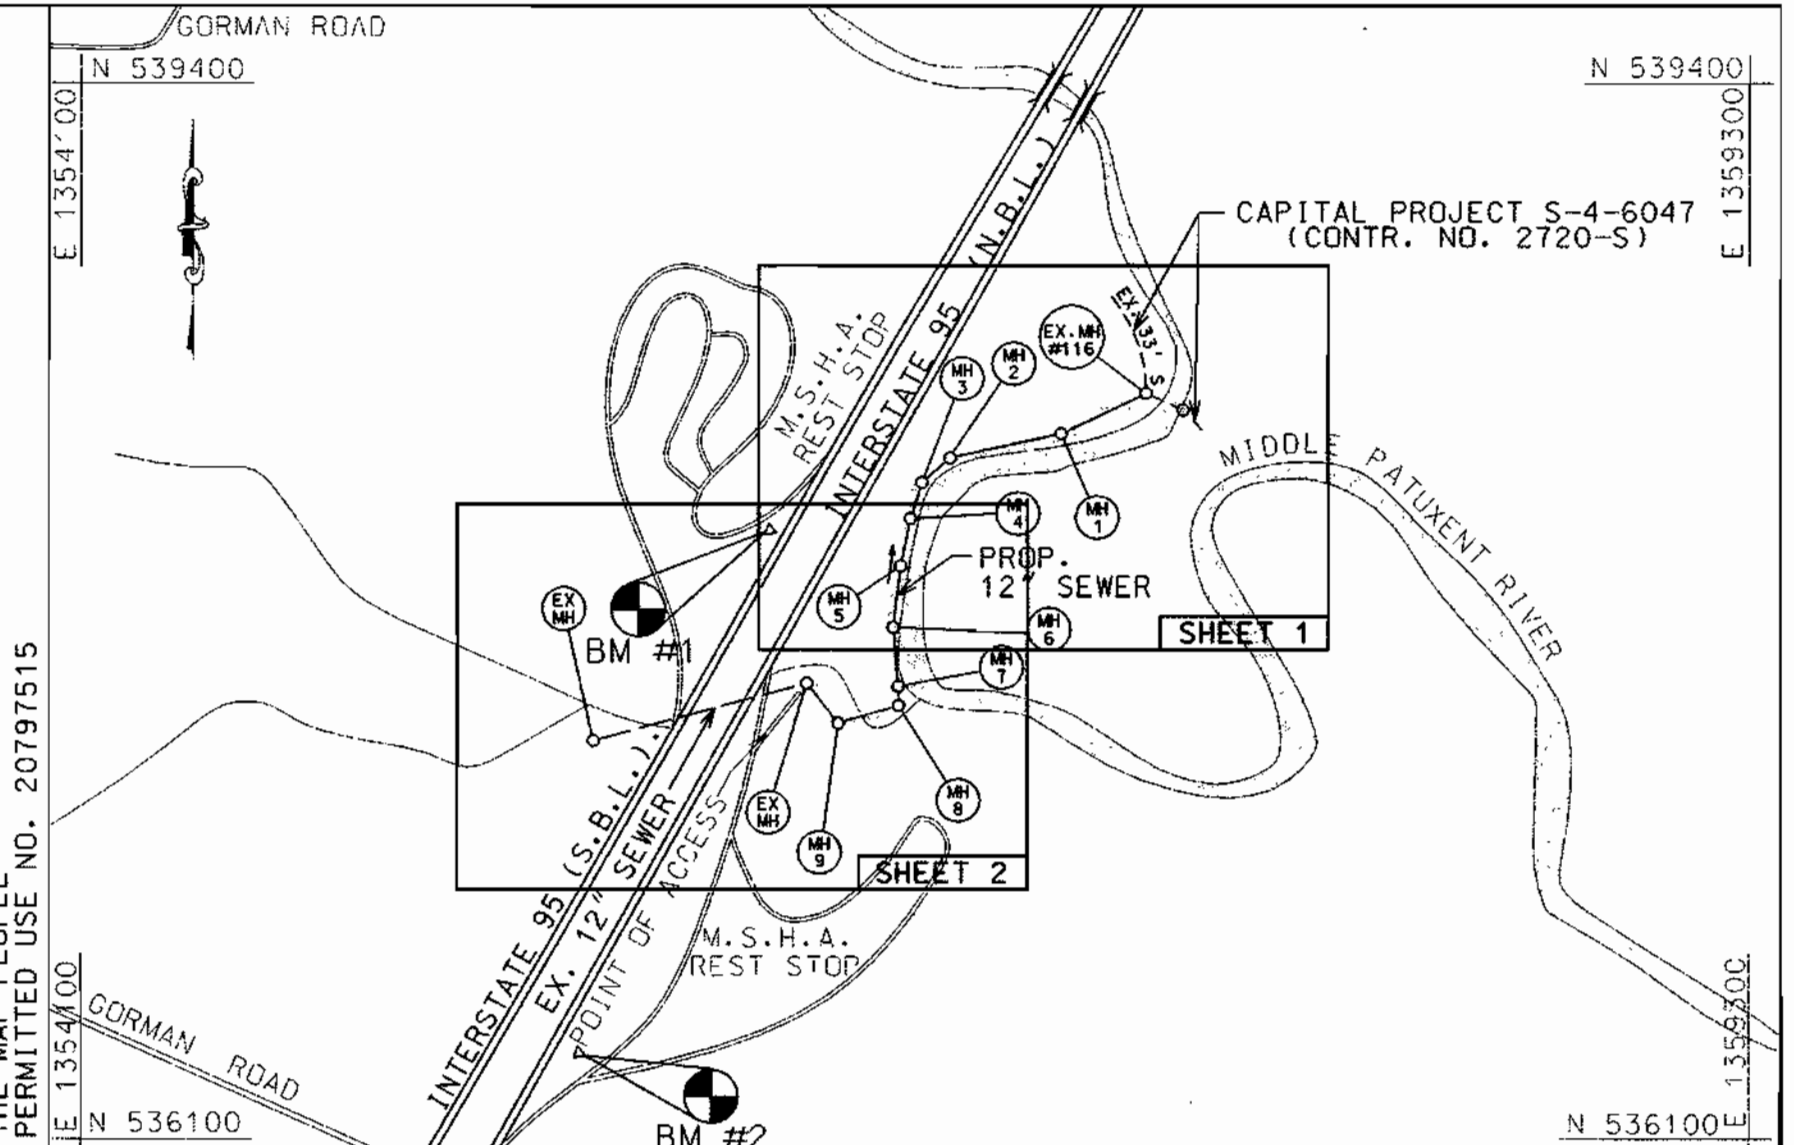 GORMAN ROAD
N 539400
N 539400
E 1354100
E 1359300
CAPITAL PROJECT S-4-6047
(CONTR. NO. 2720-S)
INTERSTATE 95 (N.B.L.)
M.S.H.A.
REST STOP
EX. 33" S
EX.MH
#116
MH
3
MH
2
MH
4
MH
1
MIDDLE PATUXENT RIVER
PROP.
12" SEWER
MH
5
MH
6
SHEET 1
EX
MH
BM #1
MH
7
EX
MH
MH
9
MH
8
SHEET 2
INTERSTATE 95 (S.B.L.)
EX. 12" SEWER
POINT OF ACCESS
M.S.H.A.
REST STOP
PERMITTED USE NO. 20797515
GORMAN ROAD
E 1354100
N 536100
BM #2
E 1359300
N 536100